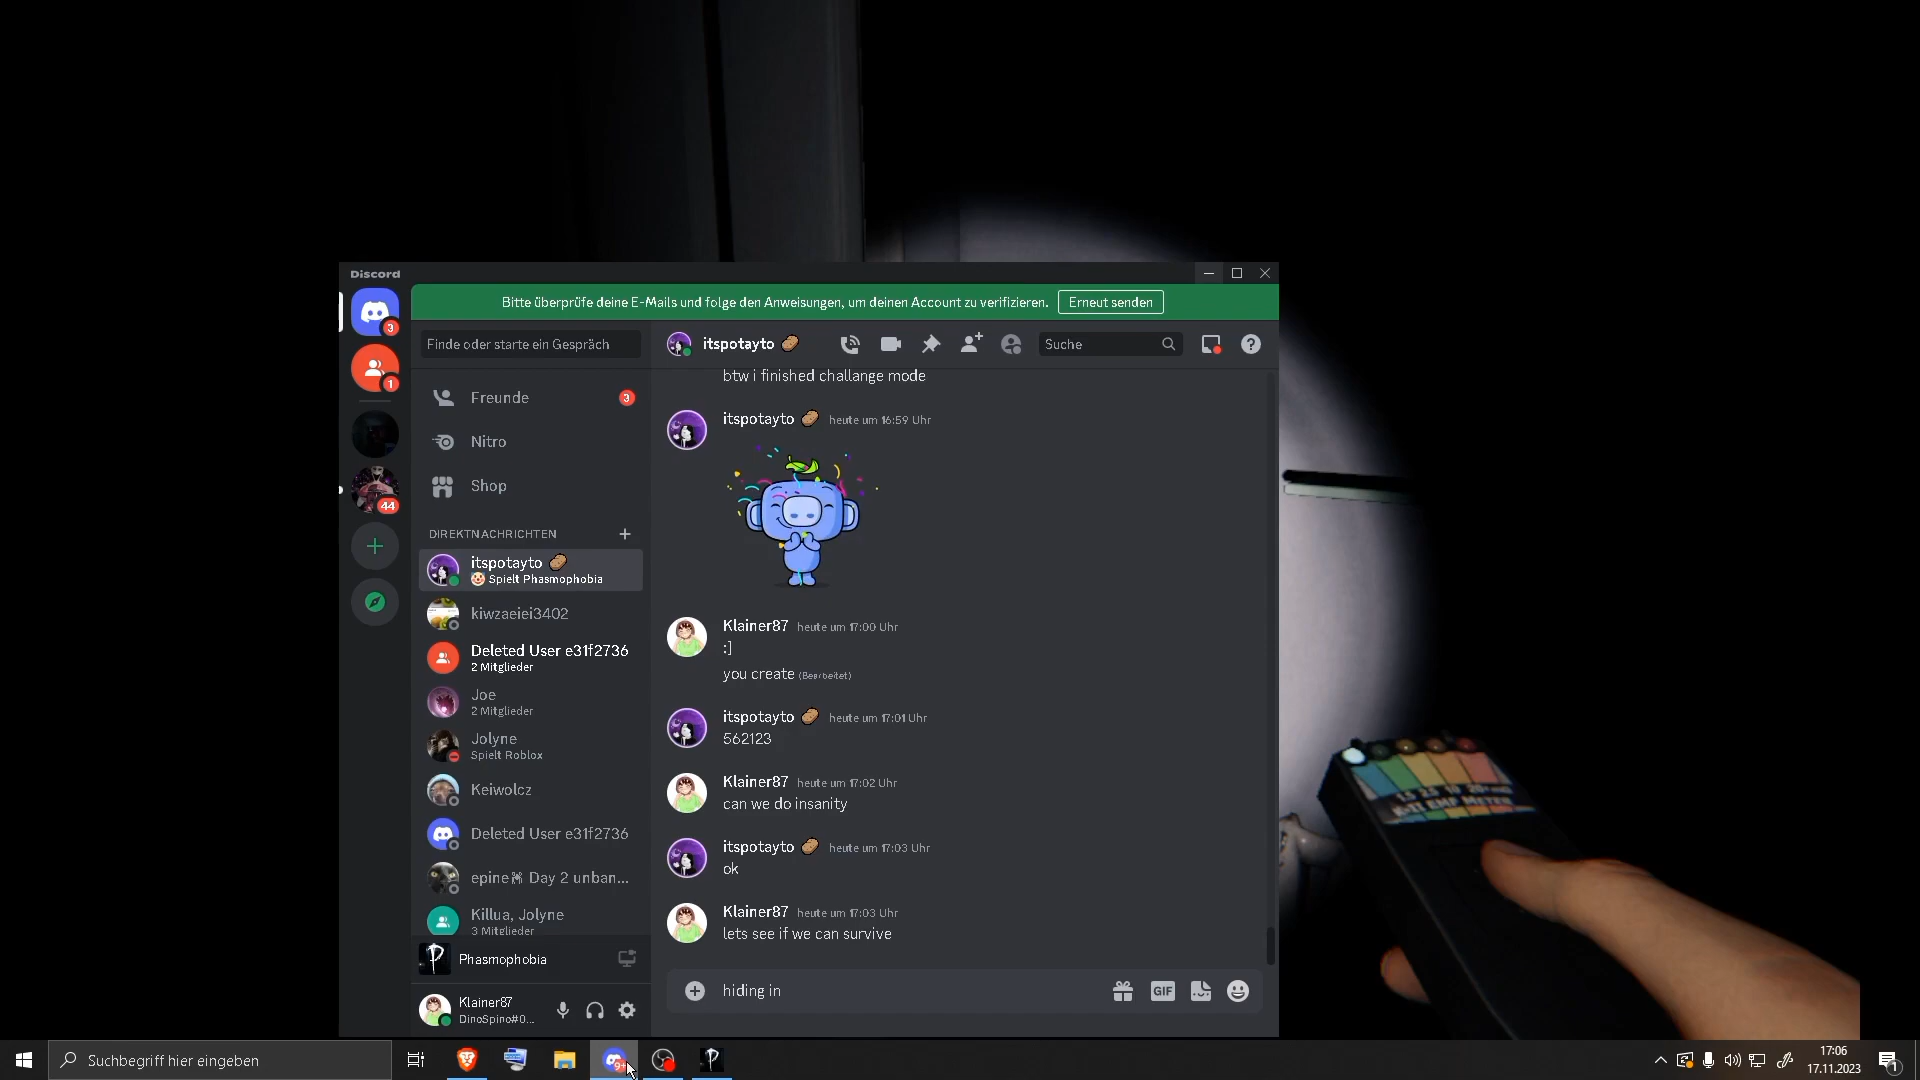 Discord
Bitte überprüfe deine E-Mails und folge den Anweisungen, um deinen Account zu verifizieren.
Erneut senden
Finde oder starte ein Gespräch
itspotayto
Suche
3
1
44
Freunde
3
Nitro
Shop
DIREKTNACHRICHTEN
itspotayto
Spielt Phasmophobia
kiwzaeiei3402
Deleted User e31f2736
2 Mitglieder
Joe
2 Mitglieder
Jolyne
Spielt Roblox
Keiwolcz
Deleted User e31f2736
epine Day 2 unban...
Killua, Jolyne
3 Mitglieder
Phasmophobia
Klainer87
DinoSpino#0...
btw i finished challange mode
itspotayto heute um 16:59 Uhr
Klainer87 heute um 17:00 Uhr
:]
you create (Bearbeitet)
itspotayto heute um 17:01 Uhr
562123
Klainer87 heute um 17:02 Uhr
can we do insanity
itspotayto heute um 17:03 Uhr
ok
Klainer87 heute um 17:03 Uhr
lets see if we can survive
hiding in
GIF
Suchbegriff hier eingeben
17:06
17.11.2023
1